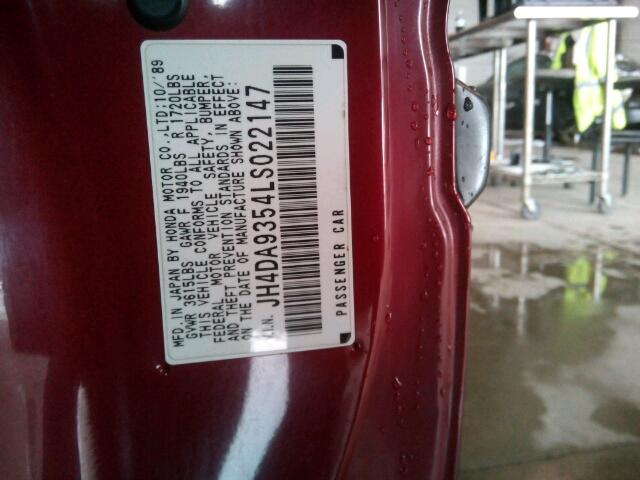 MFD. IN JAPAN BY HONDA MOTOR CO.,LTD;10/'89
GVWR 3615LBS GAWR F 1940LBS R 1720LBS
THIS VEHICLE CONFORMS TO ALL APPLICABLE
FEDERAL MOTOR VEHICLE SAFETY, BUMPER,
AND THEFT PREVENTION STANDARDS IN EFFECT
ON THE DATE OF MANUFACTURE SHOWN ABOVE:
V.I.N. JH4DA9354LS022147
PASSENGER CAR